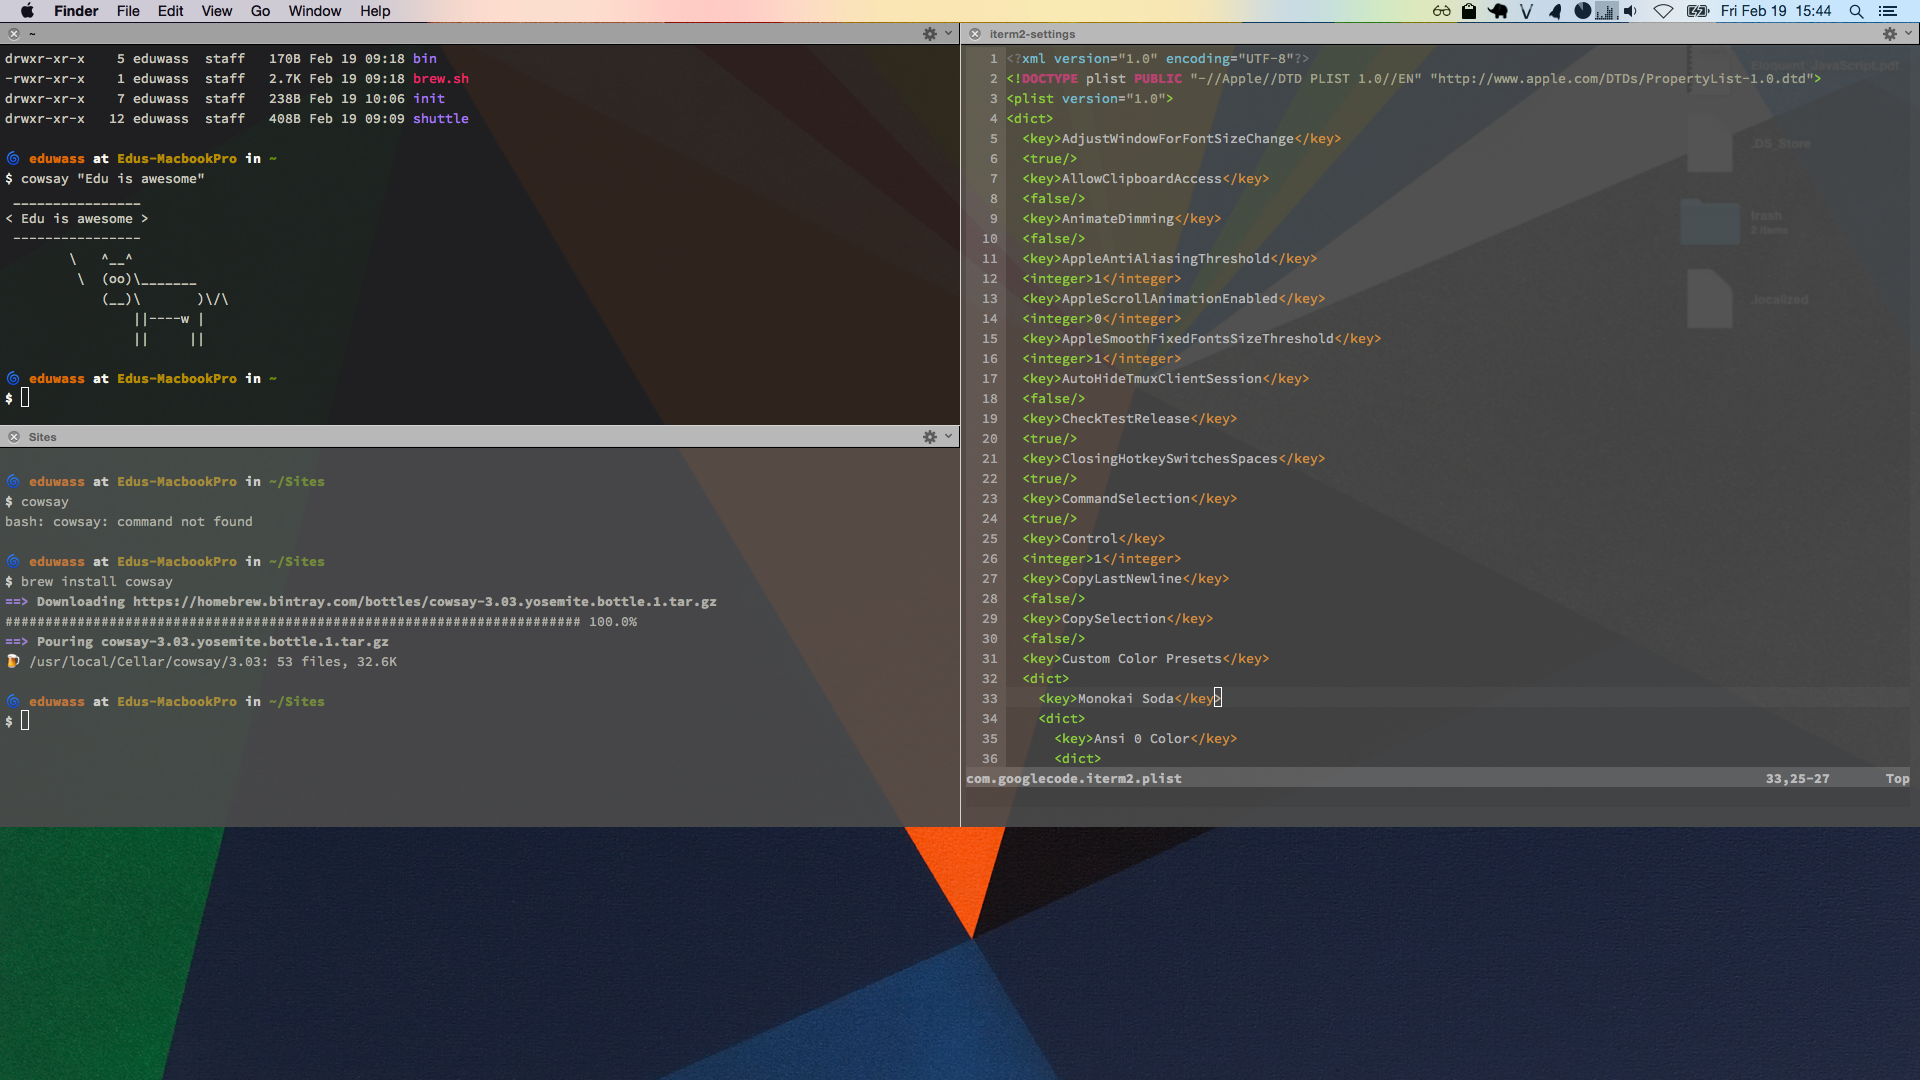 Finder File Edit View Go Window Help Fri Feb 19 15:44
~
drwxr-xr-x 5 eduwass staff 170B Feb 19 09:18 bin
-rwxr-xr-x 1 eduwass staff 2.7K Feb 19 09:18 brew.sh
drwxr-xr-x 7 eduwass staff 238B Feb 19 10:06 init
drwxr-xr-x 12 eduwass staff 408B Feb 19 09:09 shuttle
🌀 eduwass at Edus-MacbookPro in ~
$ cowsay "Edu is awesome"
 ________________
< Edu is awesome >
 ----------------
        \   ^__^
         \  (oo)\_______
            (__)\       )\/\
                ||----w |
                ||     ||
🌀 eduwass at Edus-MacbookPro in ~
$
Sites
🌀 eduwass at Edus-MacbookPro in ~/Sites
$ cowsay
bash: cowsay: command not found
🌀 eduwass at Edus-MacbookPro in ~/Sites
$ brew install cowsay
==> Downloading https://homebrew.bintray.com/bottles/cowsay-3.03.yosemite.bottle.1.tar.gz
######################################################################## 100.0%
==> Pouring cowsay-3.03.yosemite.bottle.1.tar.gz
🍺 /usr/local/Cellar/cowsay/3.03: 53 files, 32.6K
🌀 eduwass at Edus-MacbookPro in ~/Sites
$
iterm2-settings
1 <?xml version="1.0" encoding="UTF-8"?>
2 <!DOCTYPE plist PUBLIC "-//Apple//DTD PLIST 1.0//EN" "http://www.apple.com/DTDs/PropertyList-1.0.dtd">
3 <plist version="1.0">
4 <dict>
5 <key>AdjustWindowForFontSizeChange</key>
6 <true/>
7 <key>AllowClipboardAccess</key>
8 <false/>
9 <key>AnimateDimming</key>
10 <false/>
11 <key>AppleAntiAliasingThreshold</key>
12 <integer>1</integer>
13 <key>AppleScrollAnimationEnabled</key>
14 <integer>0</integer>
15 <key>AppleSmoothFixedFontsSizeThreshold</key>
16 <integer>1</integer>
17 <key>AutoHideTmuxClientSession</key>
18 <false/>
19 <key>CheckTestRelease</key>
20 <true/>
21 <key>ClosingHotkeySwitchesSpaces</key>
22 <true/>
23 <key>CommandSelection</key>
24 <true/>
25 <key>Control</key>
26 <integer>1</integer>
27 <key>CopyLastNewline</key>
28 <false/>
29 <key>CopySelection</key>
30 <false/>
31 <key>Custom Color Presets</key>
32 <dict>
33 <key>Monokai Soda</key>
34 <dict>
35 <key>Ansi 0 Color</key>
36 <dict>
com.googlecode.iterm2.plist 33,25-27 Top
Eloquent_JavaScript.pdf
.DS_Store
trash
2 items
.localized